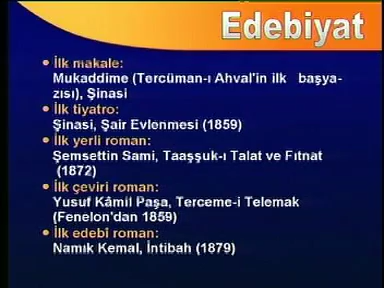 Edebiyat
İlk makale:
Mukaddime (Tercüman-ı Ahval'in ilk başya-
zısı), Şinasi
İlk tiyatro:
Şinasi, Şair Evlenmesi (1859)
İlk yerli roman:
Şemsettin Sami, Taaşşuk-ı Talat ve Fıtnat
(1872)
İlk çeviri roman:
Yusuf Kâmil Paşa, Terceme-i Telemak
(Fenelon'dan 1859)
İlk edebî roman:
Namık Kemal, İntibah (1879)